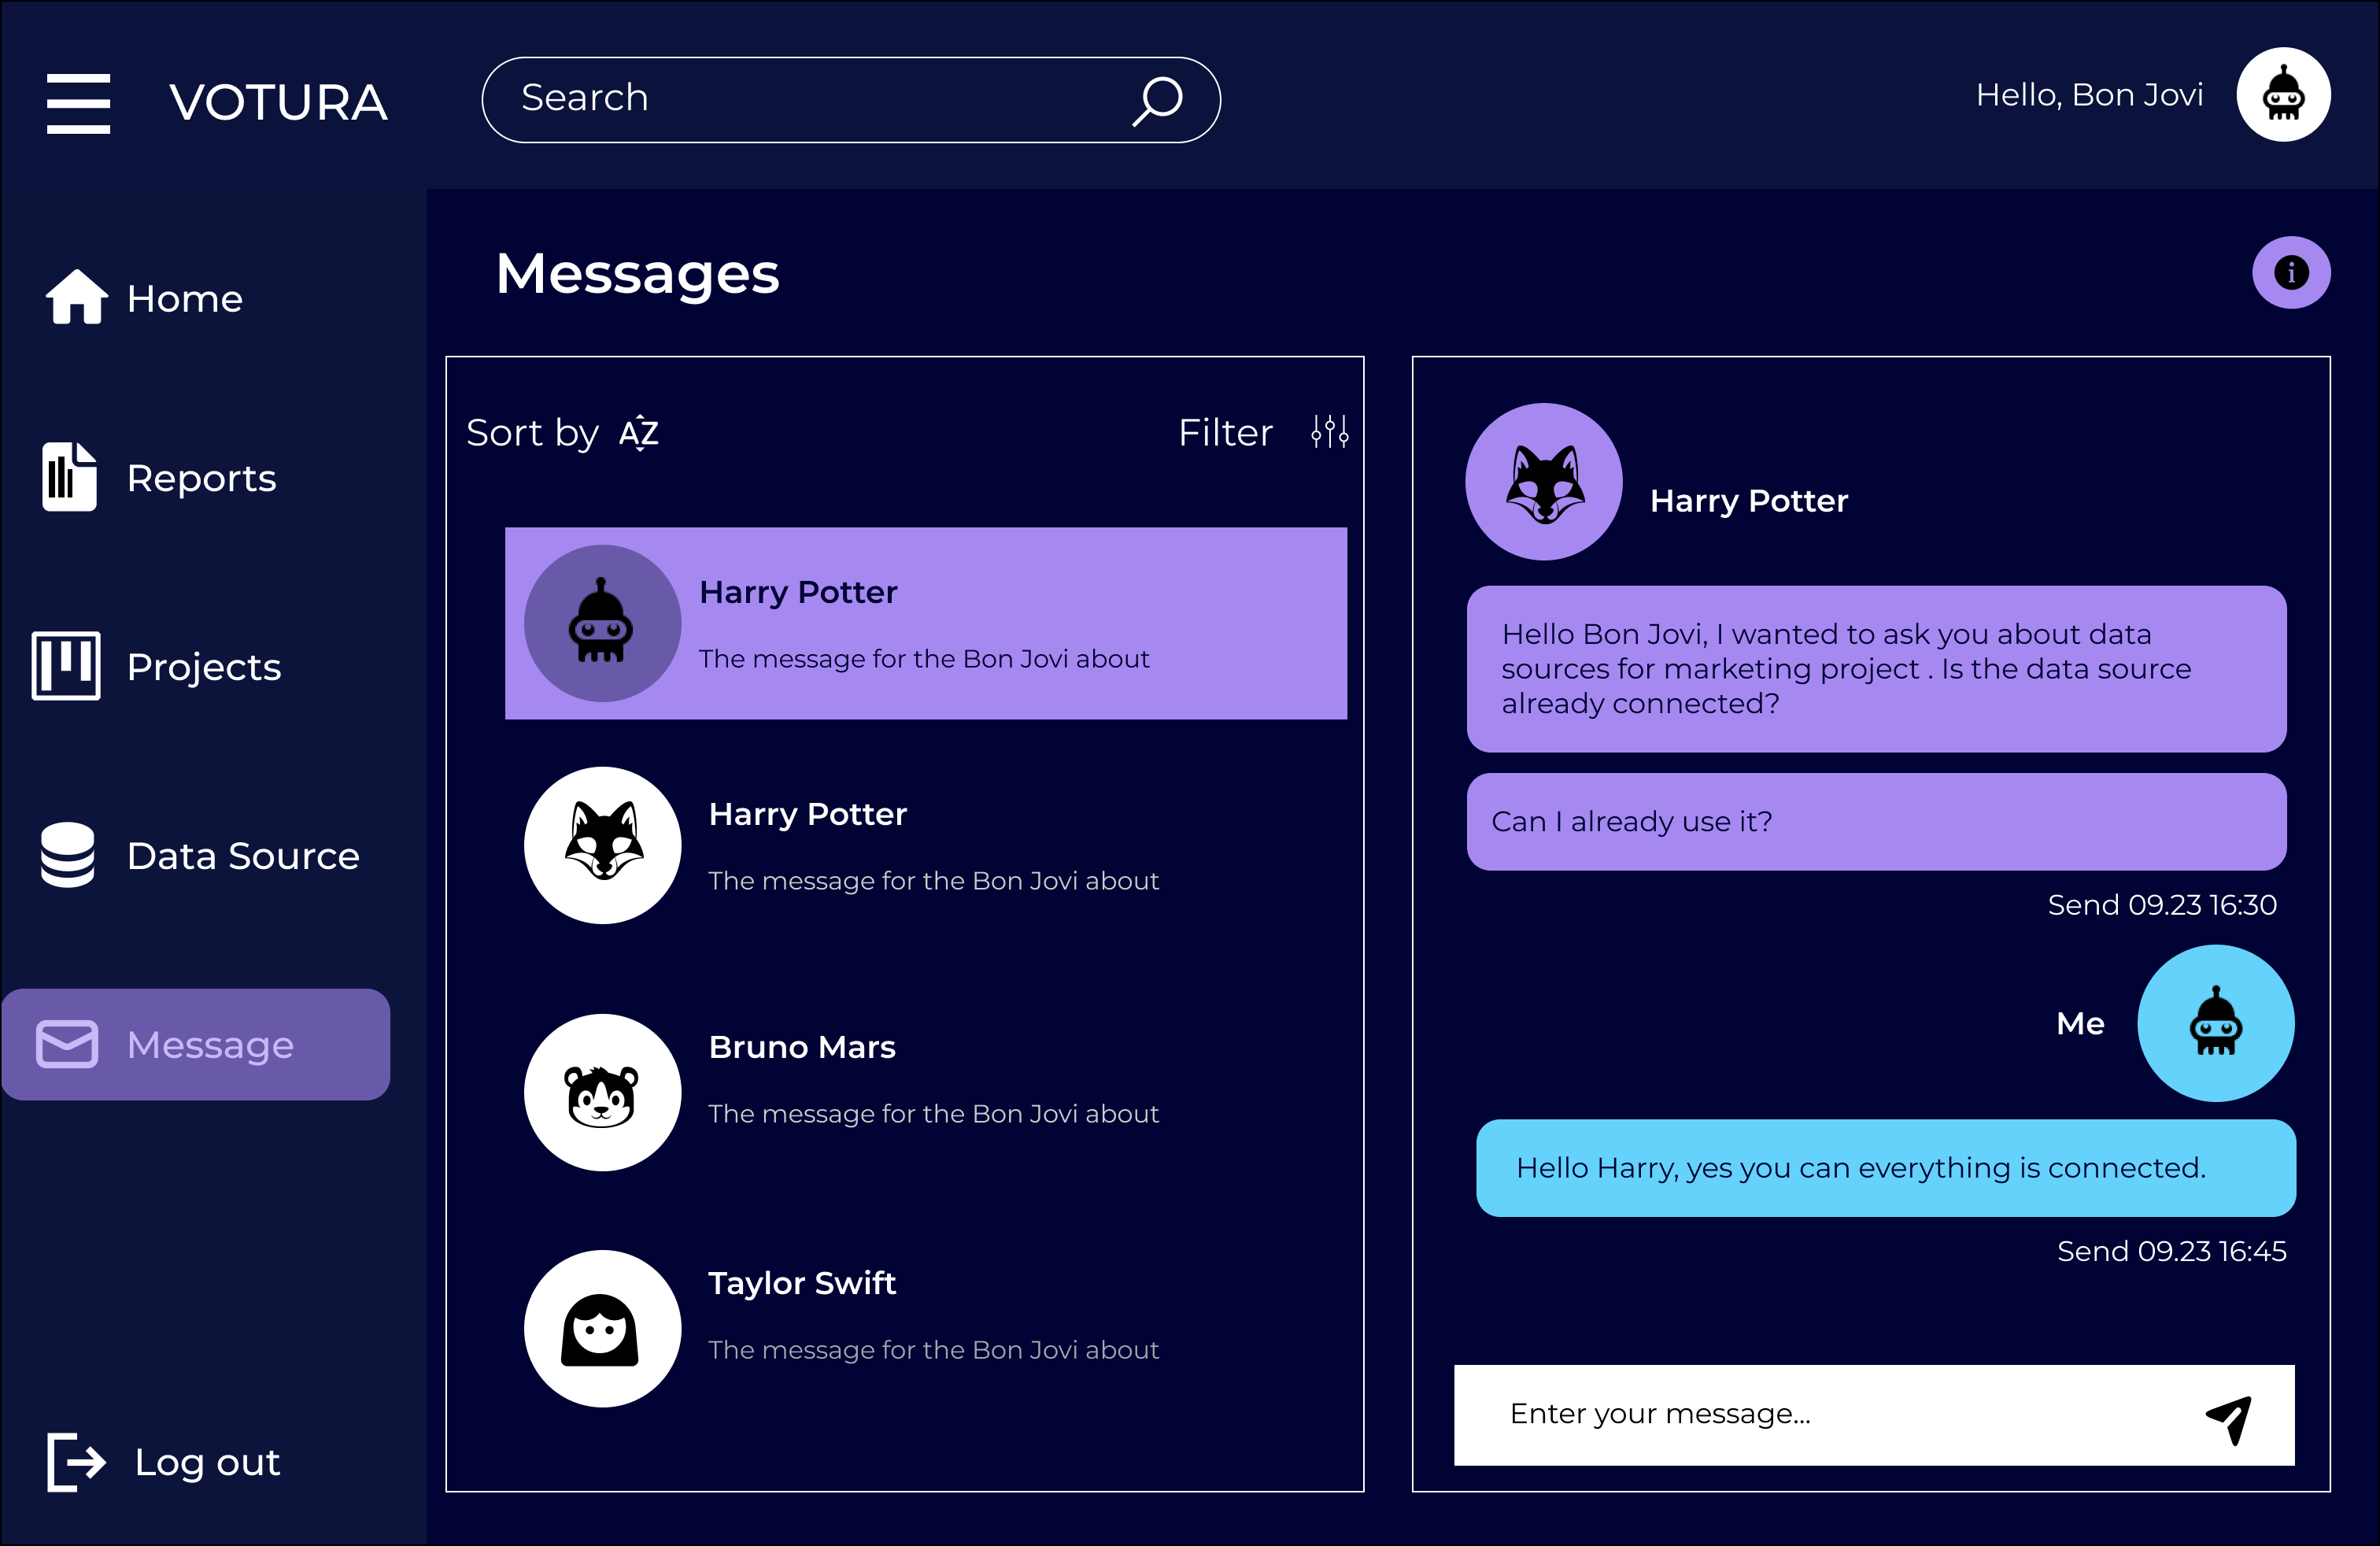 VOTURA
Search
Hello, Bon Jovi
Home
Reports
Projects
Data Source
Message
Log out
Messages
i
Sort by AZ
Filter
Harry Potter
The message for the Bon Jovi about
Harry Potter
The message for the Bon Jovi about
Bruno Mars
The message for the Bon Jovi about
Taylor Swift
The message for the Bon Jovi about
Harry Potter
Hello Bon Jovi, I wanted to ask you about data
sources for marketing project . Is the data source
already connected?
Can I already use it?
Send 09.23 16:30
Me
Hello Harry, yes you can everything is connected.
Send 09.23 16:45
Enter your message...